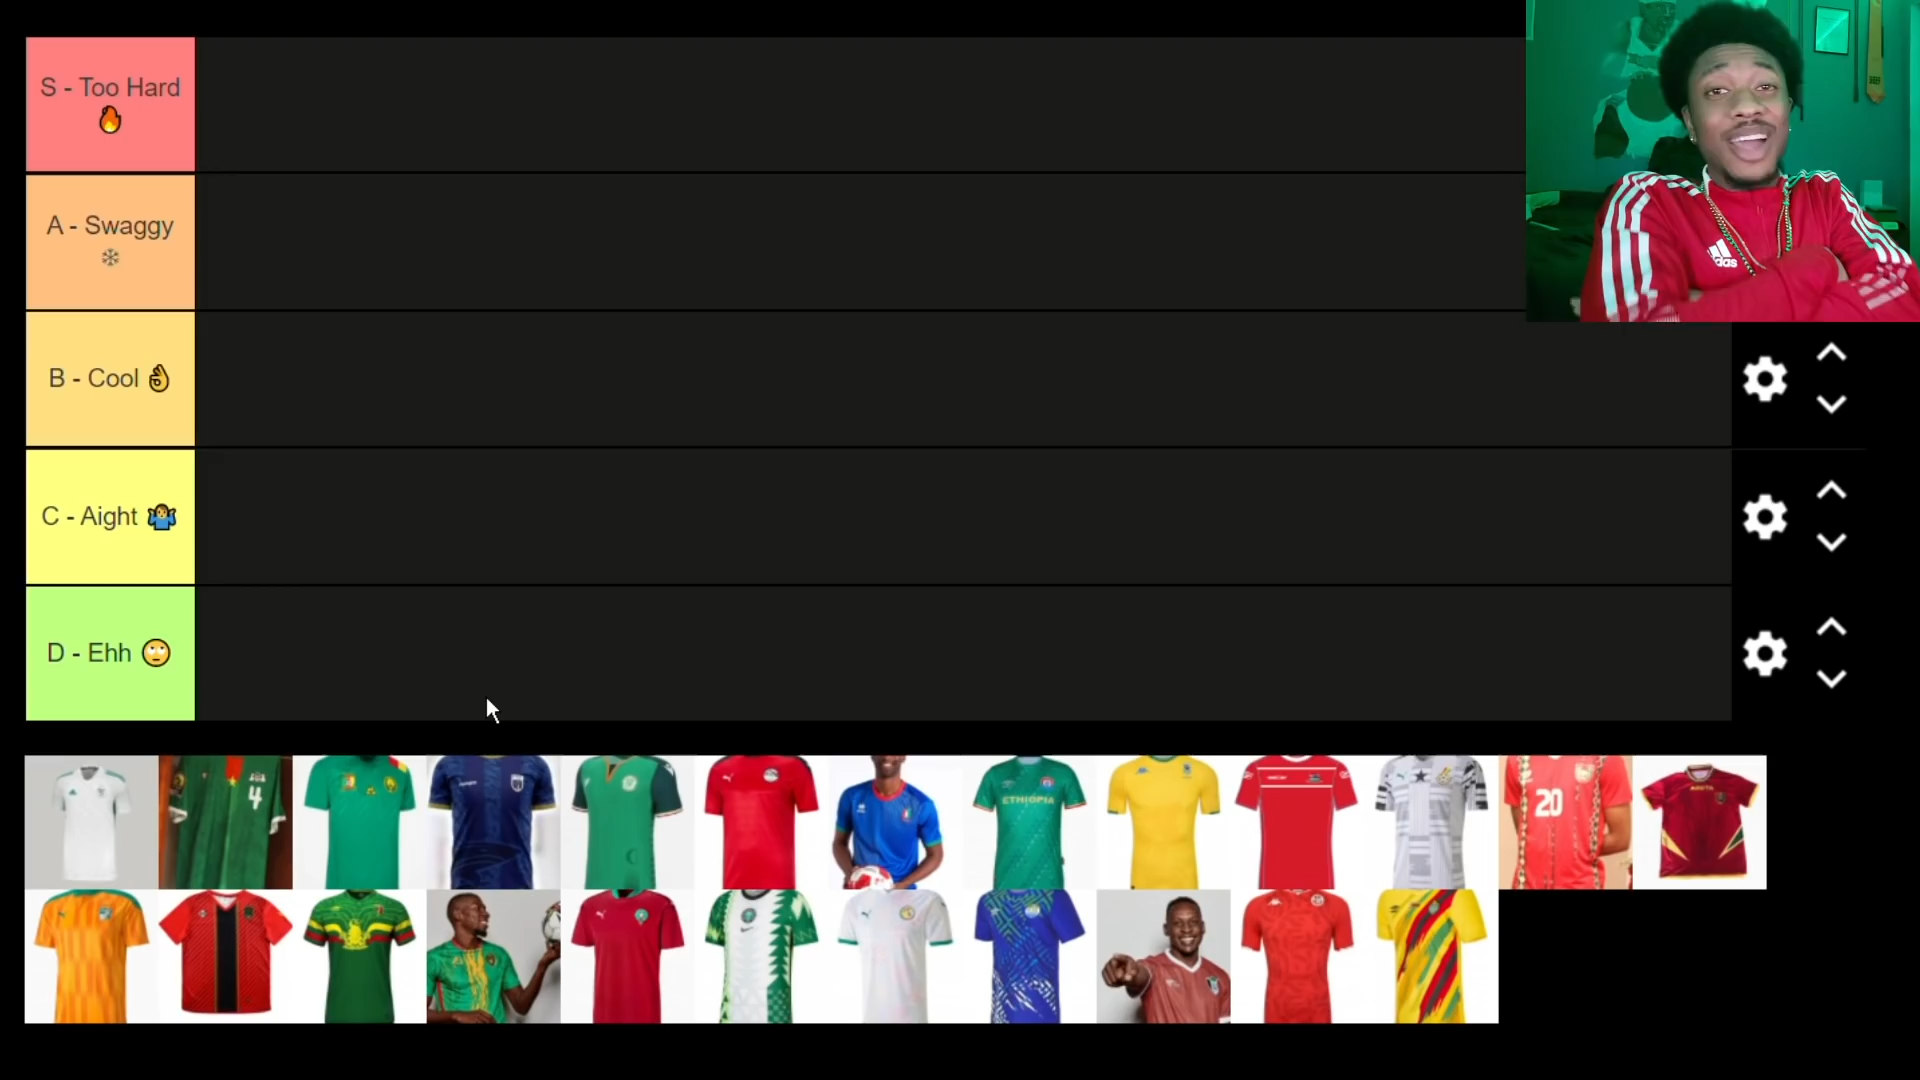 S - Too Hard
🔥
A - Swaggy
❄
B - Cool 👌
C - Aight 🤷
D - Ehh 🙄
adidas
4
ETHIOPIA
20